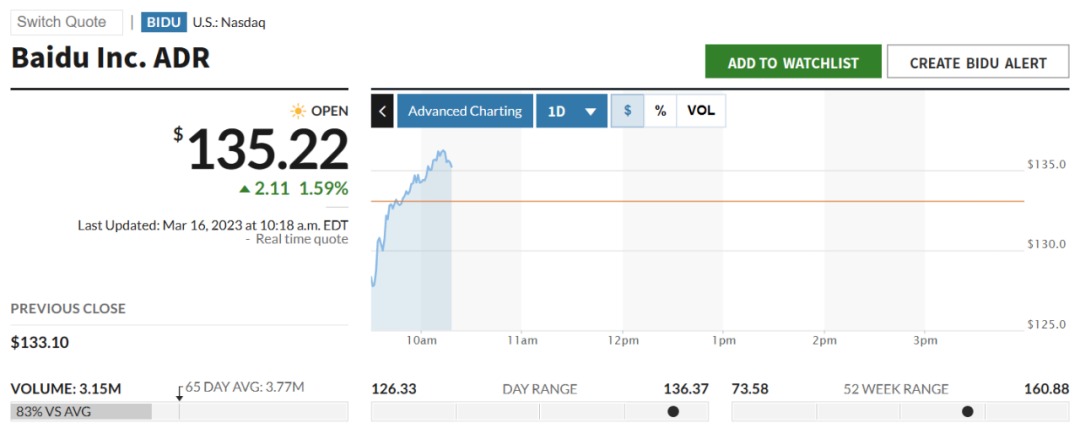 Switch Quote | BIDU U.S.: Nasdaq
Baidu Inc. ADR
ADD TO WATCHLIST CREATE BIDU ALERT
OPEN
$135.22
2.11 1.59%
Last Updated: Mar 16, 2023 at 10:18 a.m. EDT
- Real time quote
PREVIOUS CLOSE
$133.10
Advanced Charting 1D $ % VOL
$135.0
$130.0
$125.0
10am 11am 12pm 1pm 2pm 3pm
VOLUME: 3.15M 65 DAY AVG: 3.77M
83% VS AVG
126.33 DAY RANGE 136.37
73.58 52 WEEK RANGE 160.88